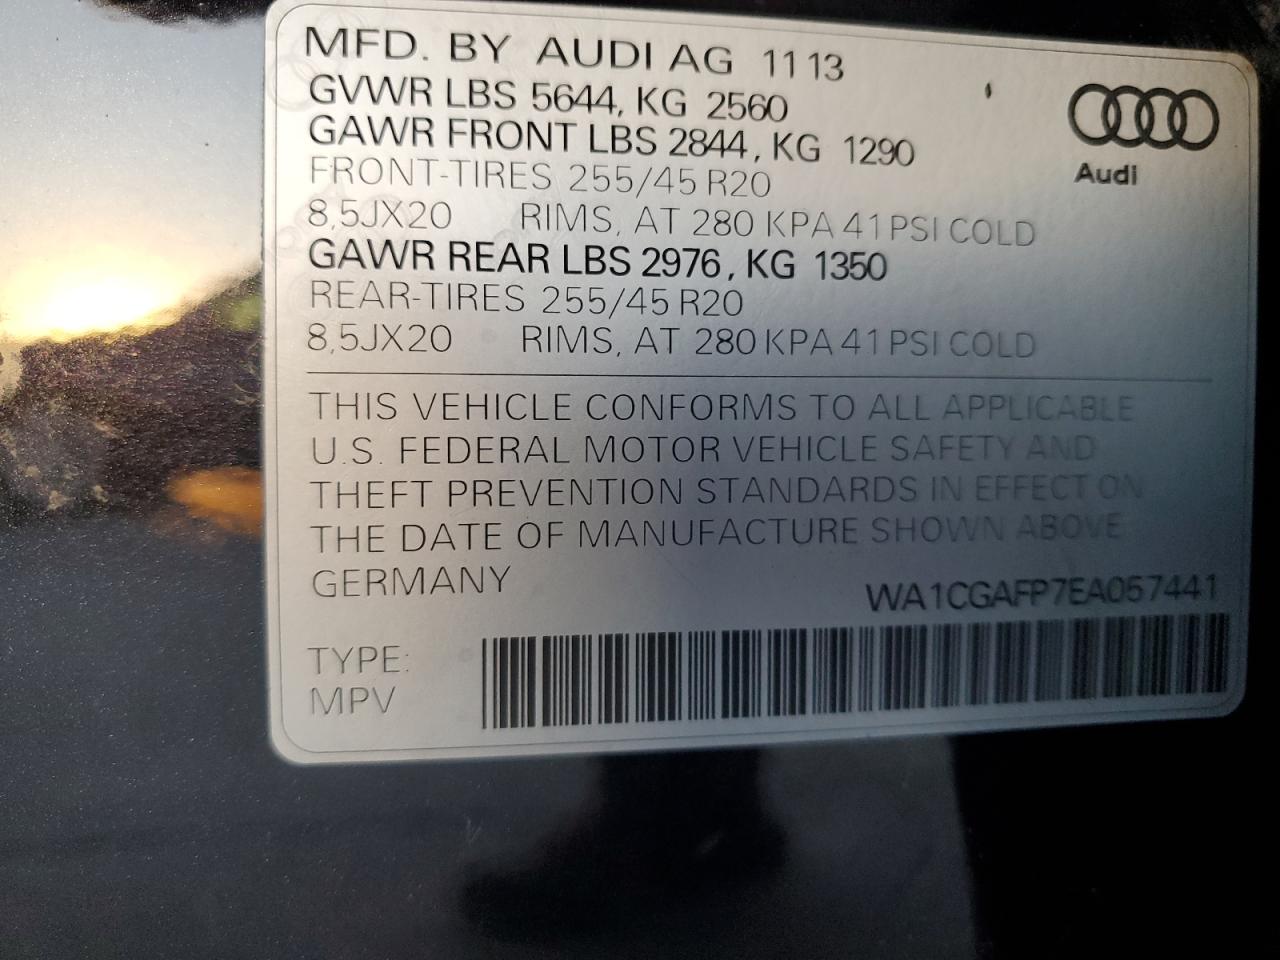 MFD. BY AUDI AG 11 13
GVWR LBS 5644, KG 2560
GAWR FRONT LBS 2844, KG 1290
FRONT-TIRES 255/45 R20
8,5JX20 RIMS, AT 280 KPA 41 PSI COLD
GAWR REAR LBS 2976, KG 1350
REAR-TIRES 255/45 R20
8,5JX20 RIMS, AT 280 KPA 41 PSI COLD
Audi
THIS VEHICLE CONFORMS TO ALL APPLICABLE
U.S. FEDERAL MOTOR VEHICLE SAFETY AND
THEFT PREVENTION STANDARDS IN EFFECT ON
THE DATE OF MANUFACTURE SHOWN ABOVE
GERMANY
WA1CGAFP7EA057441
TYPE:
MPV